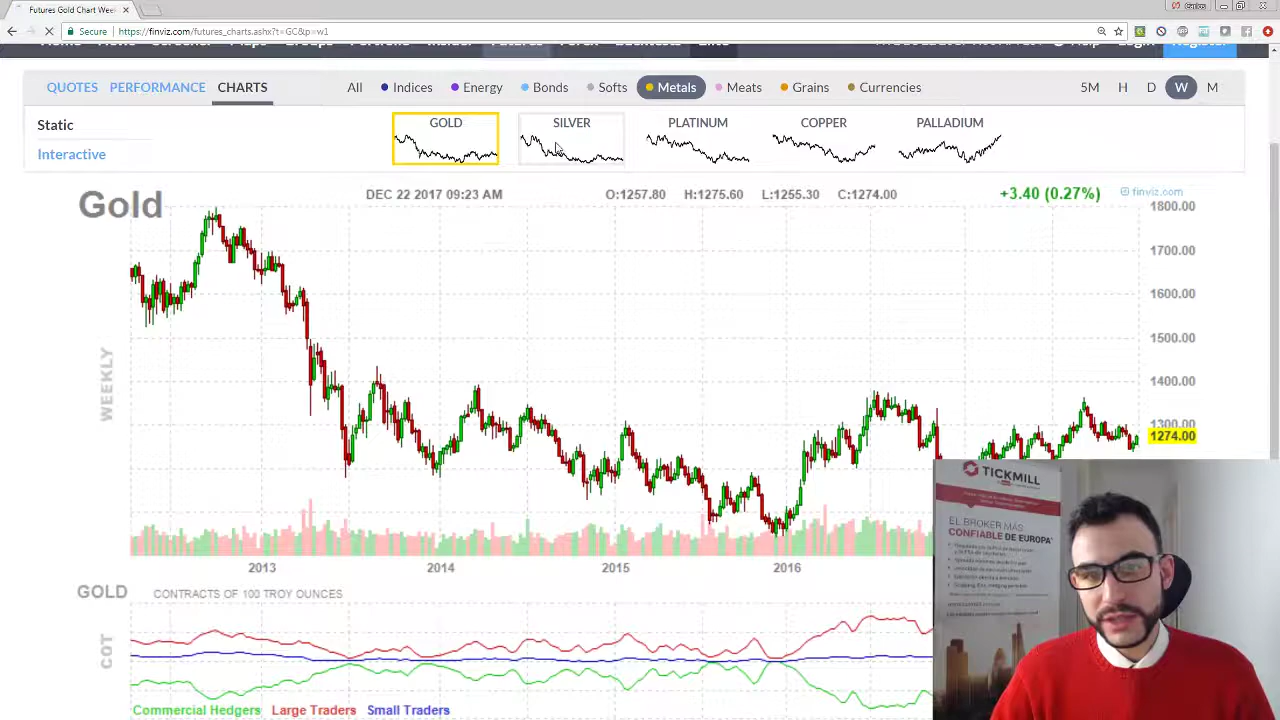 Futures Gold Chart Week
Secure
https://finviz.com/futures_charts.ashx?t=GC&p=w1
QUOTES PERFORMANCE CHARTS
All Indices Energy Bonds Softs Metals Meats Grains Currencies
5M H D W M
Static
Interactive
GOLD SILVER PLATINUM COPPER PALLADIUM
Gold
DEC 22 2017 09:23 AM
O:1257.80 H:1275.60 L:1255.30 C:1274.00
+3.40 (0.27%)
finviz.com
1800.00
1700.00
1600.00
1500.00
1400.00
1300.00
1274.00
WEEKLY
2013 2014 2015 2016
GOLD
CONTRACTS OF 100 TROY OUNCES
COT
Commercial Hedgers Large Traders Small Traders
TICKMILL
EL BROKER MÁS
CONFIABLE DE EUROPA*